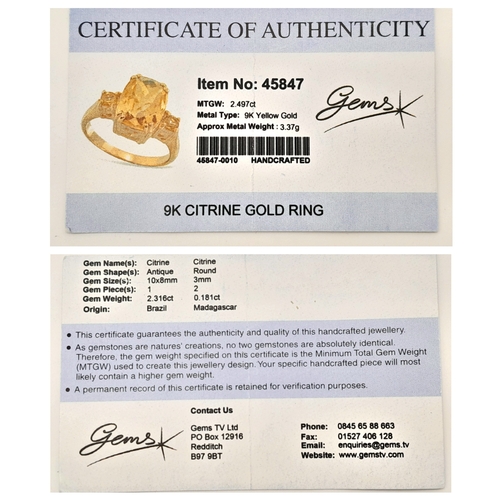 CERTIFICATE OF AUTHENTICITY
Item No: 45847
MTGW: 2.497ct
Metal Type: 9K Yellow Gold
Approx Metal Weight : 3.37g
45847-0010 HANDCRAFTED
Gems
9K CITRINE GOLD RING
Gem Name(s): Citrine Citrine
Gem Shape(s): Antique Round
Gem Size(s): 10x8mm 3mm
Gem Piece(s): 1 2
Gem Weight: 2.316ct 0.181ct
Origin: Brazil Madagascar
• This certificate guarantees the authenticity and quality of this handcrafted jewellery.
• As gemstones are natures' creations, no two gemstones are absolutely identical.
Therefore, the gem weight specified on this certificate is the Minimum Total Gem Weight
(MTGW) used to create this jewellery design. Your specific handcrafted piece will most
likely contain a higher gem weight.
• A permanent record of this certificate is retained for verification purposes.
Gems
Contact Us
Gems TV Ltd
PO Box 12916
Redditch
B97 9BT
Phone: 0845 65 88 663
Fax: 01527 406 128
Email: enquiries@gems.tv
Website: www.gemstv.com